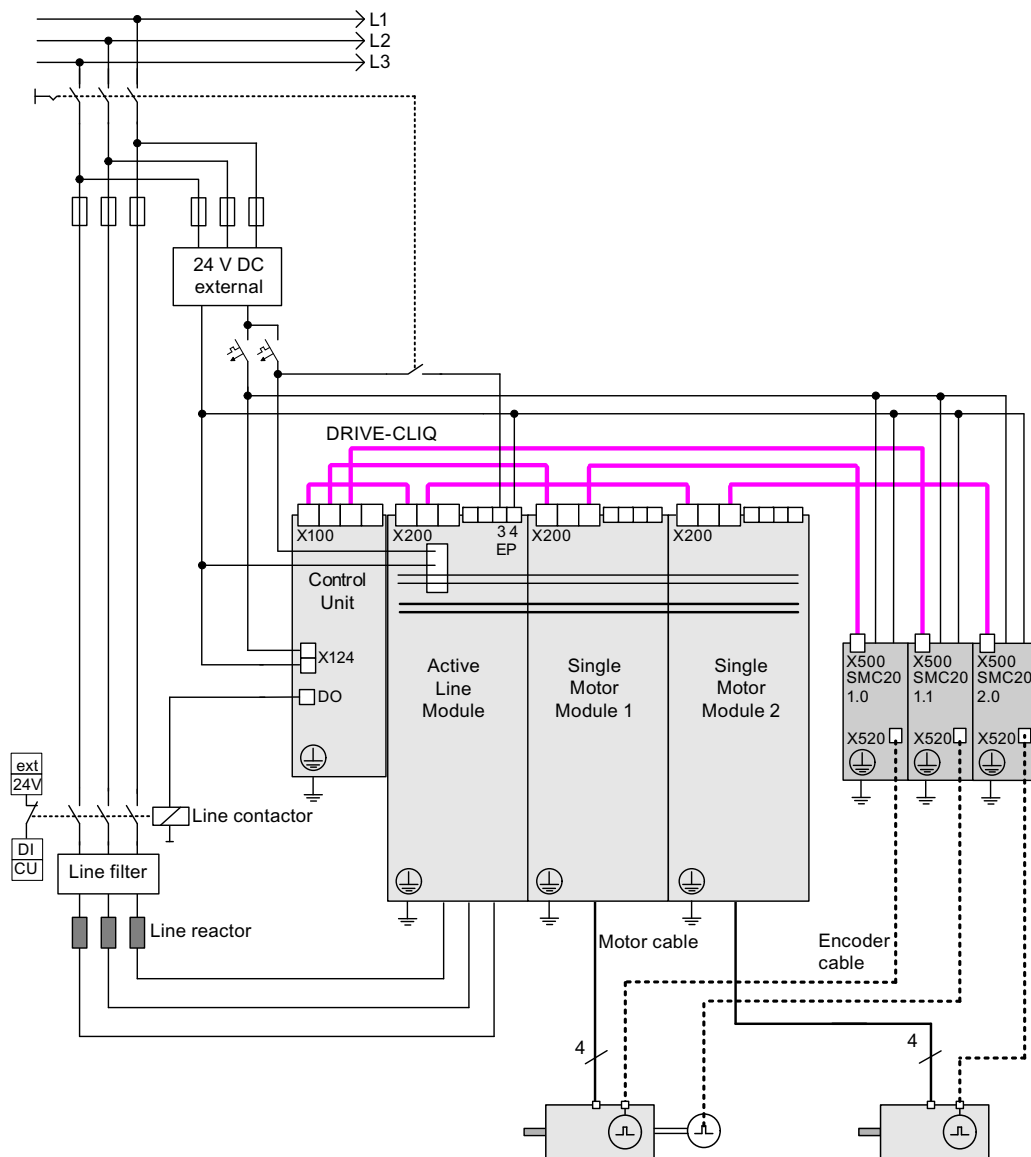 L1
L2
L3
24 V DC
external
DRIVE-CLIQ
X100
X200
3 4
EP
X200
X200
Control
Unit
X124
DO
Active
Line
Module
Single
Motor
Module 1
Single
Motor
Module 2
X500
SMC20
1.0
X520
X500
SMC20
1.1
X520
X500
SMC20
2.0
X520
ext
24V
Line contactor
DI
CU
Line filter
Line reactor
Motor cable
Encoder
cable
4
4